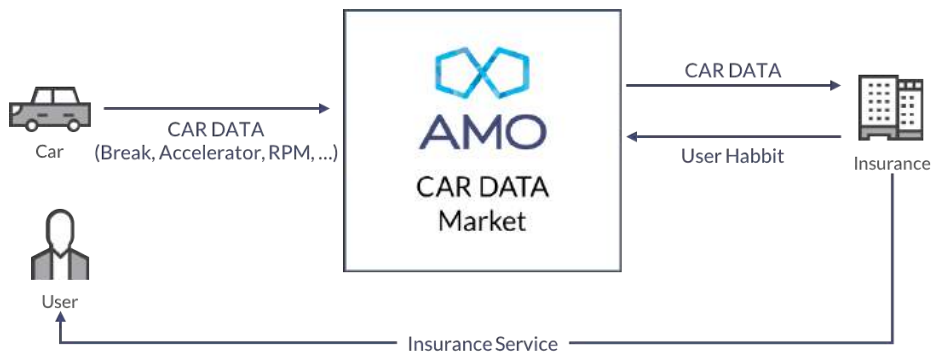 CAR DATA
(Break, Accelerator, RPM, ...)
Car
AMO
CAR DATA
Market
CAR DATA
User Habbit
Insurance
User
Insurance Service